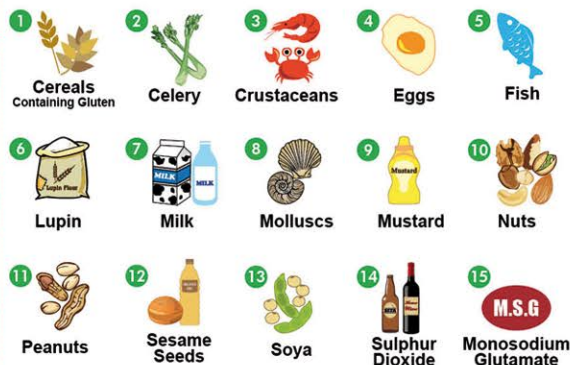 1
Cereals
Containing Gluten
2
Celery
3
Crustaceans
4
Eggs
5
Fish
6
Lupin Flour
Lupin
7
MILK
MILK
Milk
8
Molluscs
9
Mustard
Mustard
10
Nuts
11
Peanuts
12
Sesame
Seeds
13
Soya
14
Sulphur
Dioxide
15
M.S.G
Monosodium
Glutamate